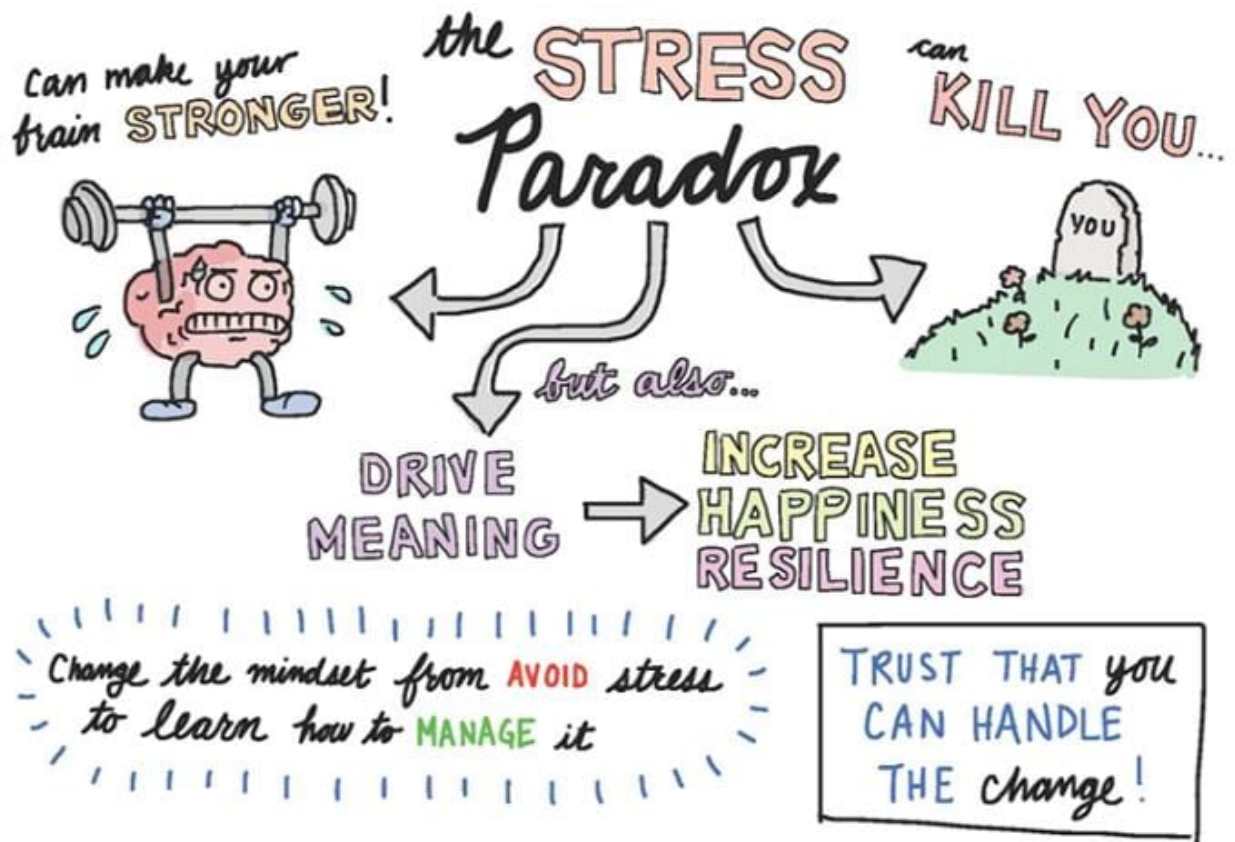 the STRESS
Paradox
Can make your
brain STRONGER!
can
KILL YOU...
YOU
but also...
DRIVE
MEANING
INCREASE
HAPPINESS
RESILIENCE
Change the mindset from AVOID stress
to learn how to MANAGE it
TRUST THAT you
CAN HANDLE
THE change!